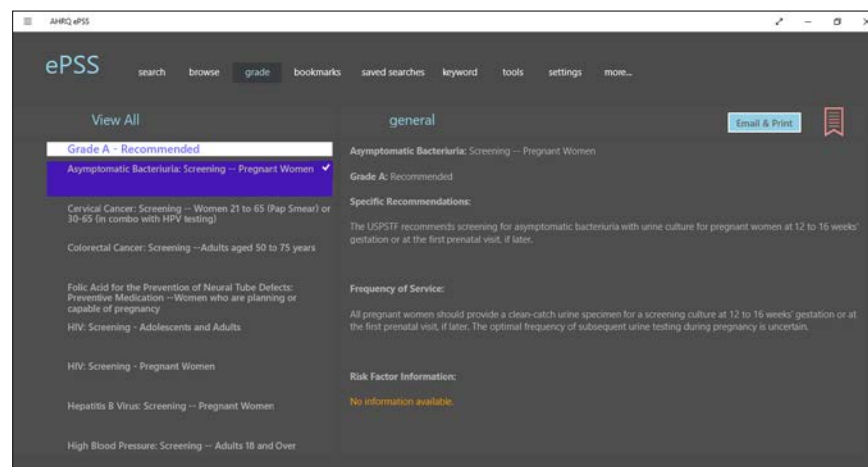 AHRQ ePSS
ePSS
search browse grade bookmarks saved searches keyword tools settings more...
View All
Grade A - Recommended
Asymptomatic Bacteriuria: Screening -- Pregnant Women
Cervical Cancer: Screening -- Women 21 to 65 (Pap Smear) or
30-65 (in combo with HPV testing)
Colorectal Cancer: Screening --Adults aged 50 to 75 years
Folic Acid for the Prevention of Neural Tube Defects:
Preventive Medication --Women who are planning or
capable of pregnancy
HIV: Screening - Adolescents and Adults
HIV: Screening - Pregnant Women
Hepatitis B Virus: Screening -- Pregnant Women
High Blood Pressure: Screening -- Adults 18 and Over
general
Email & Print
Asymptomatic Bacteriuria: Screening -- Pregnant Women
Grade A: Recommended
Specific Recommendations:
The USPSTF recommends screening for asymptomatic bacteriuria with urine culture for pregnant women at 12 to 16 weeks'
gestation or at the first prenatal visit, if later.
Frequency of Service:
All pregnant women should provide a clean-catch urine specimen for a screening culture at 12 to 16 weeks' gestation or at
the first prenatal visit, if later. The optimal frequency of subsequent urine testing during pregnancy is uncertain.
Risk Factor Information:
No information available.